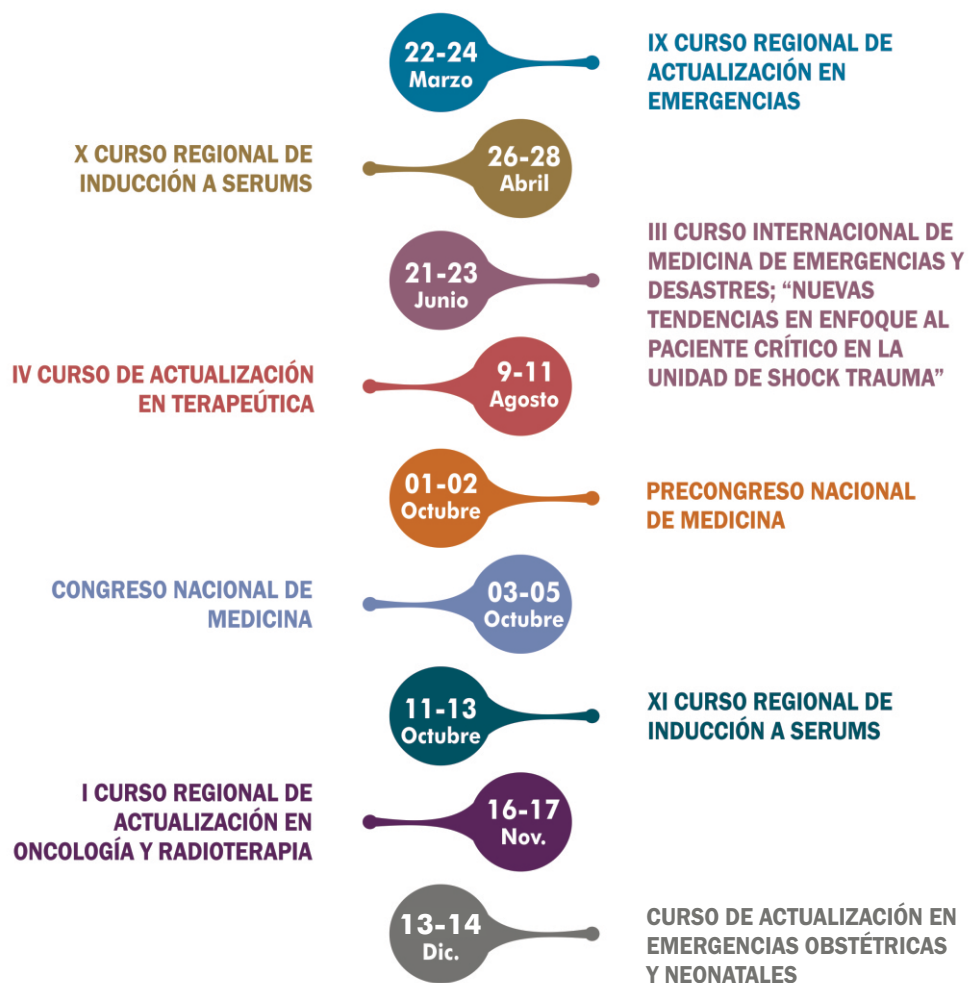 22-24
Marzo
IX CURSO REGIONAL DE
ACTUALIZACIÓN EN
EMERGENCIAS
X CURSO REGIONAL DE
INDUCCIÓN A SERUMS
26-28
Abril
21-23
Junio
III CURSO INTERNACIONAL DE
MEDICINA DE EMERGENCIAS Y
DESASTRES; “NUEVAS
TENDENCIAS EN ENFOQUE AL
PACIENTE CRÍTICO EN LA
UNIDAD DE SHOCK TRAUMA”
IV CURSO DE ACTUALIZACIÓN
EN TERAPEÚTICA
9-11
Agosto
01-02
Octubre
PRECONGRESO NACIONAL
DE MEDICINA
CONGRESO NACIONAL DE
MEDICINA
03-05
Octubre
11-13
Octubre
XI CURSO REGIONAL DE
INDUCCIÓN A SERUMS
I CURSO REGIONAL DE
ACTUALIZACIÓN EN
ONCOLOGÍA Y RADIOTERAPIA
16-17
Nov.
13-14
Dic.
CURSO DE ACTUALIZACIÓN EN
EMERGENCIAS OBSTÉTRICAS
Y NEONATALES